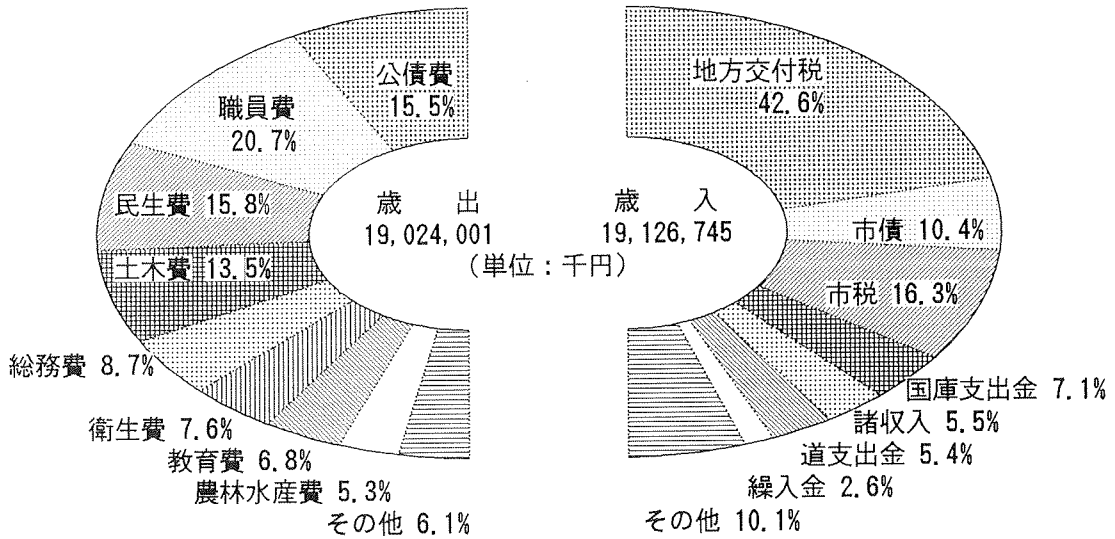 公債費
15.5%
職員費
20.7%
民生費 15.8%
土木費 13.5%
総務費 8.7%
衛生費 7.6%
教育費 6.8%
農林水産費 5.3%
その他 6.1%
歳 出
19,024,001
歳 入
19,126,745
(単位:千円)
地方交付税
42.6%
市債 10.4%
市税 16.3%
国庫支出金 7.1%
諸収入 5.5%
道支出金 5.4%
繰入金 2.6%
その他 10.1%